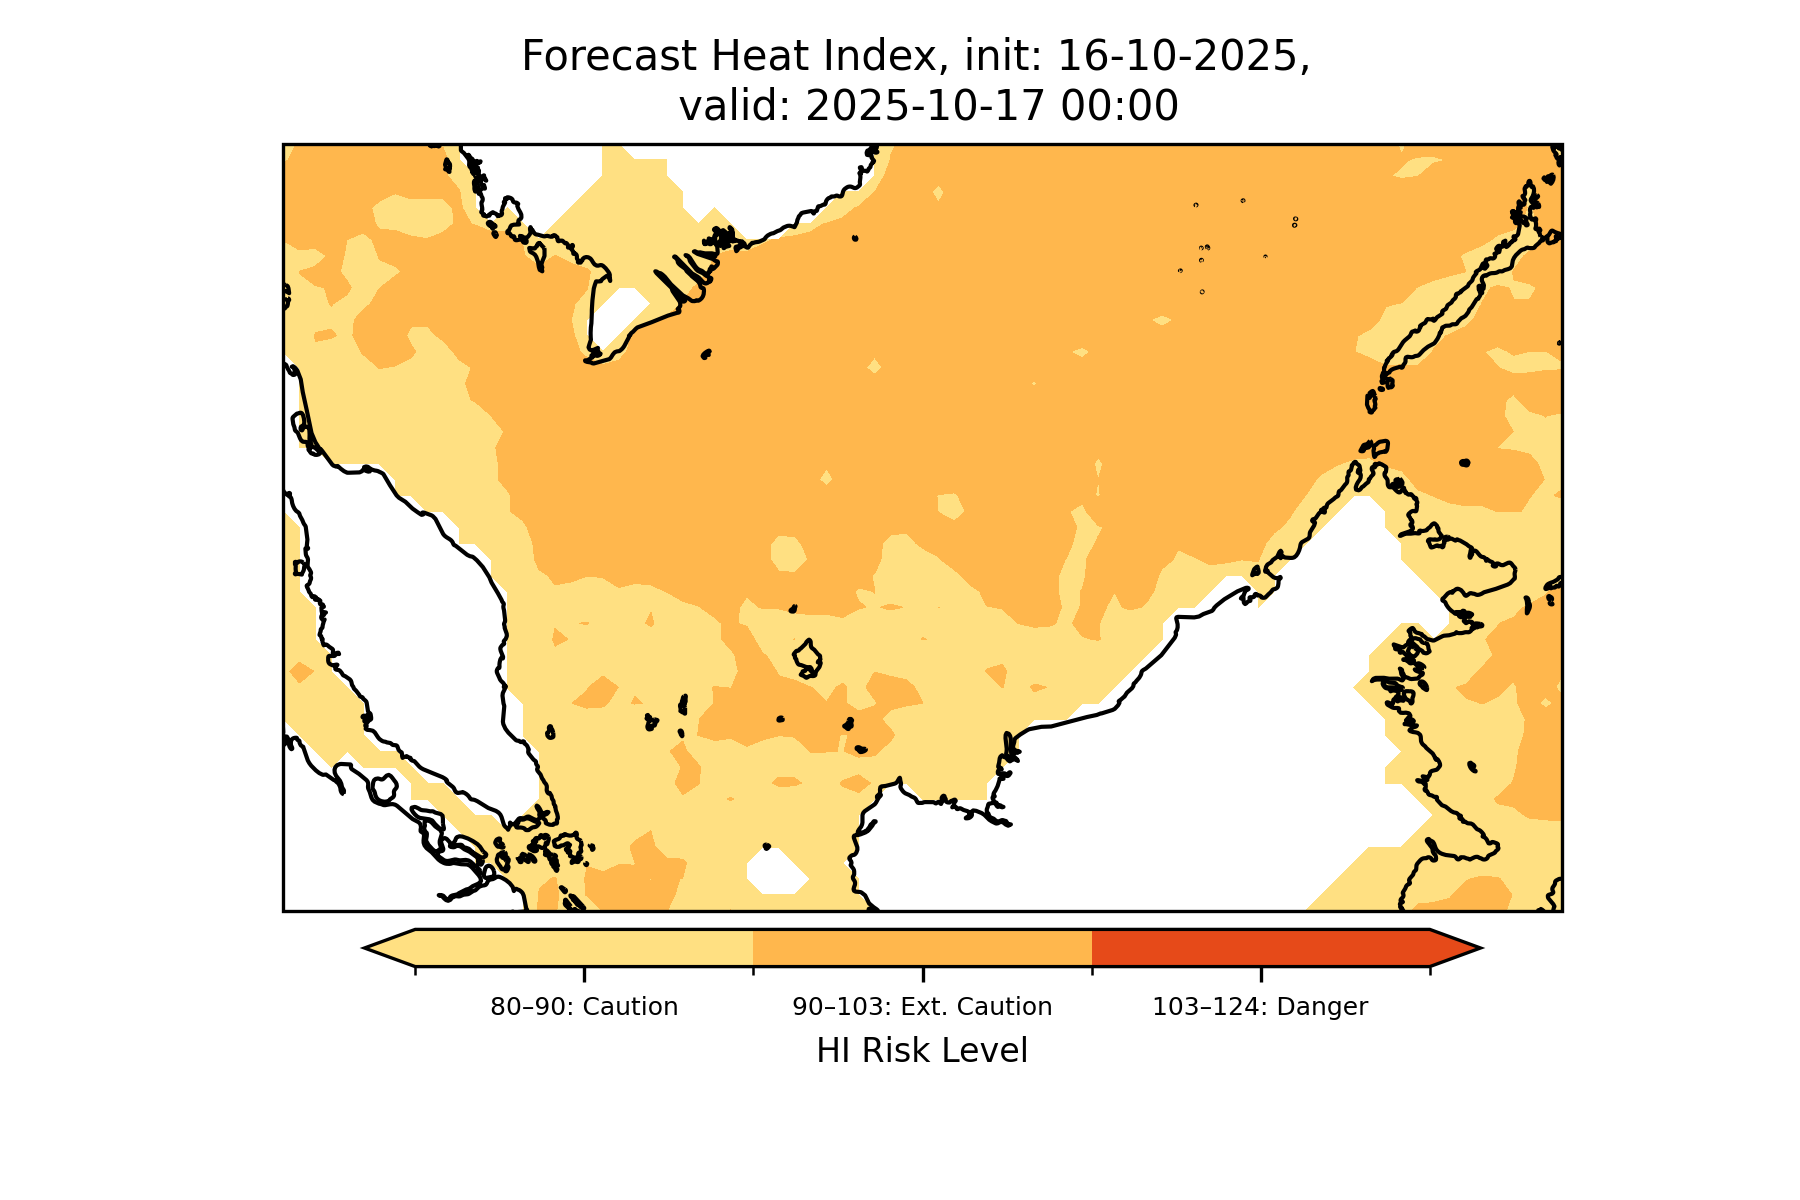 Forecast Heat Index, init: 16-10-2025,
valid: 2025-10-17 00:00
80–90: Caution
90–103: Ext. Caution
103–124: Danger
HI Risk Level